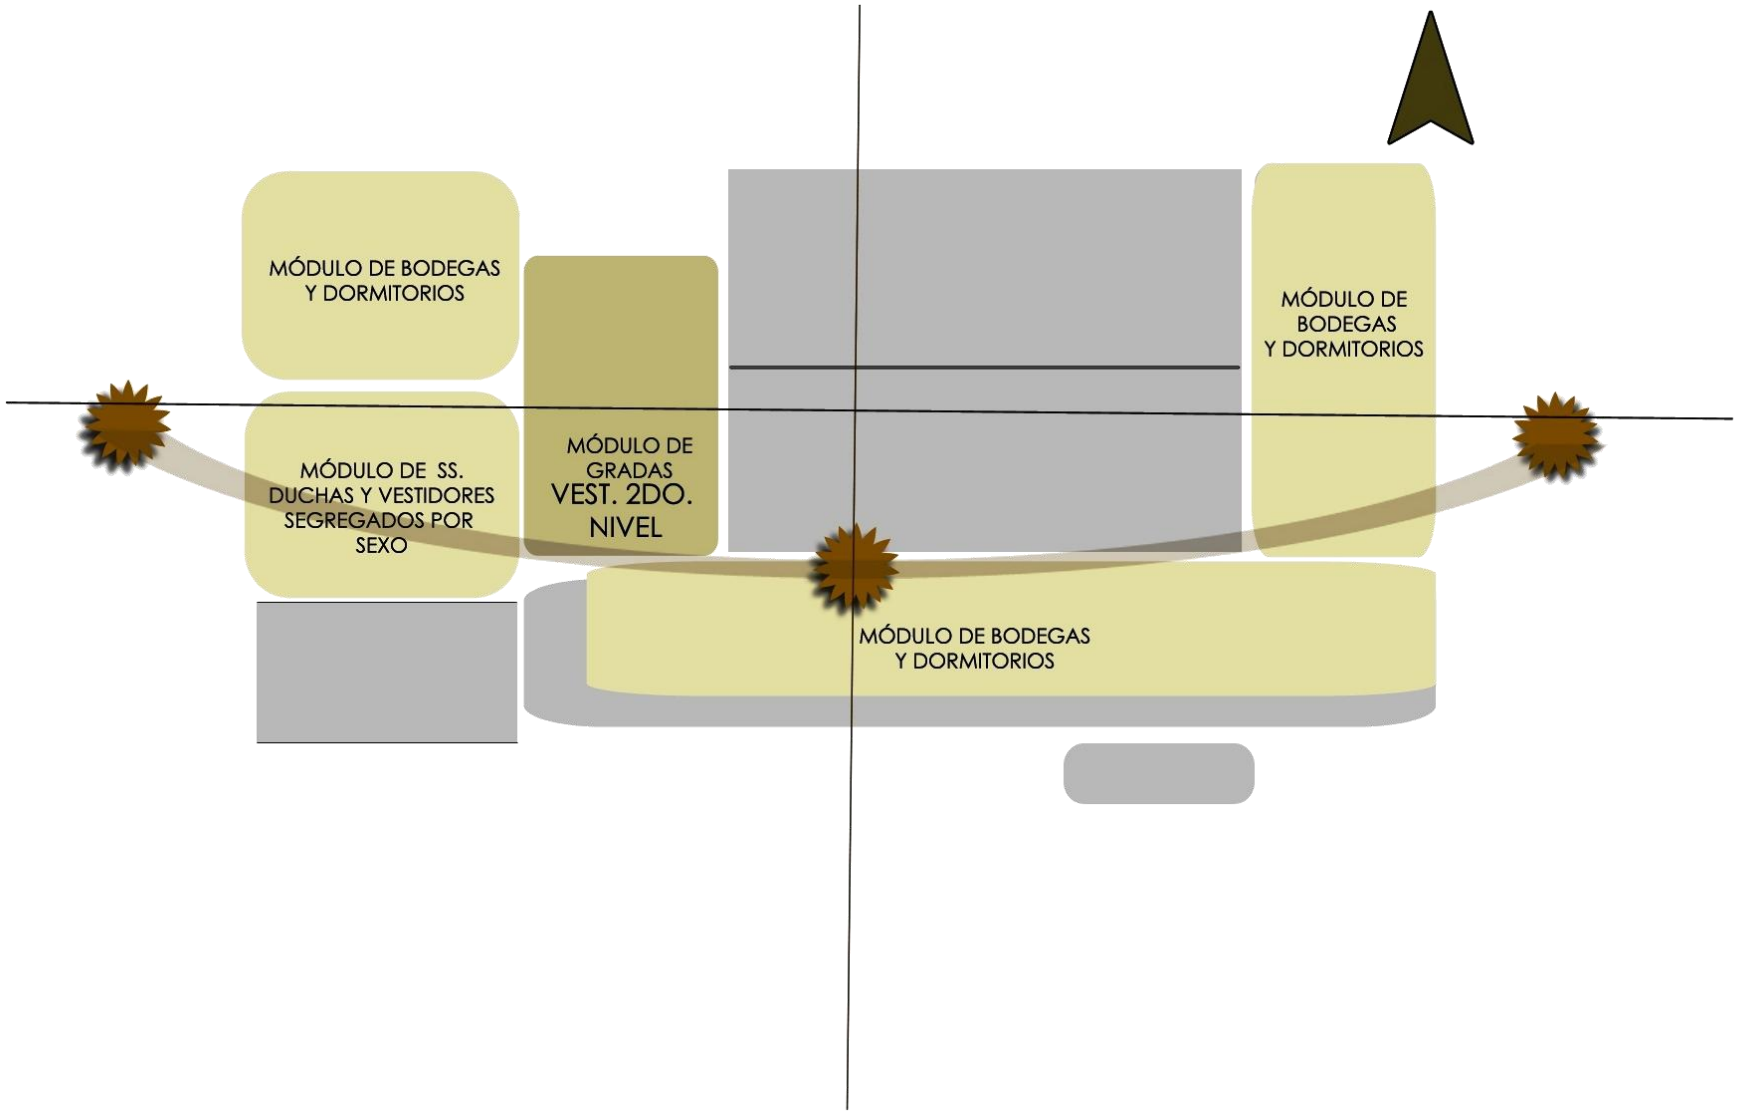 MÓDULO DE BODEGAS
Y DORMITORIOS
MÓDULO DE
BODEGAS
Y DORMITORIOS
MÓDULO DE SS.
DUCHAS Y VESTIDORES
SEGREGADOS POR
SEXO
MÓDULO DE
GRADAS
VEST. 2DO.
NIVEL
MÓDULO DE BODEGAS
Y DORMITORIOS